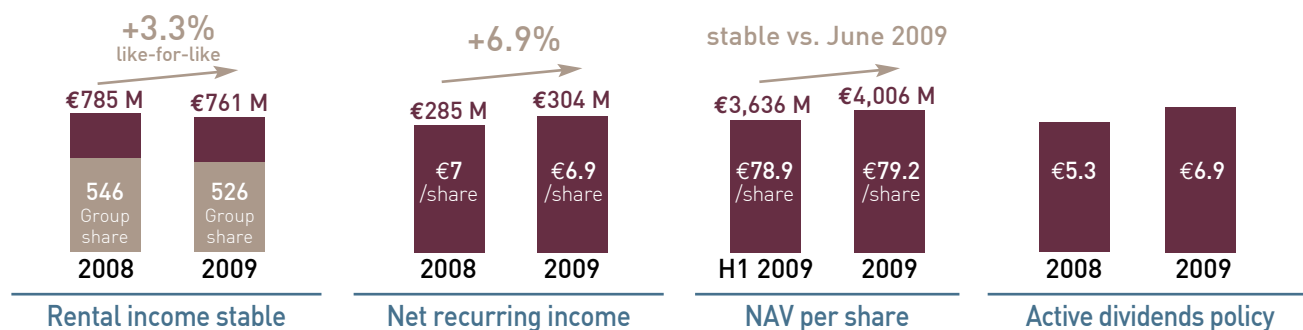 +3.3%
like-for-like
€785 M
€761 M
546
Group
share
526
Group
share
2008
2009
Rental income stable
+6.9%
€285 M
€304 M
€7
/share
€6.9
/share
2008
2009
Net recurring income
stable vs. June 2009
€3,636 M
€4,006 M
€78.9
/share
€79.2
/share
H1 2009
2009
NAV per share
€5.3
€6.9
2008
2009
Active dividends policy